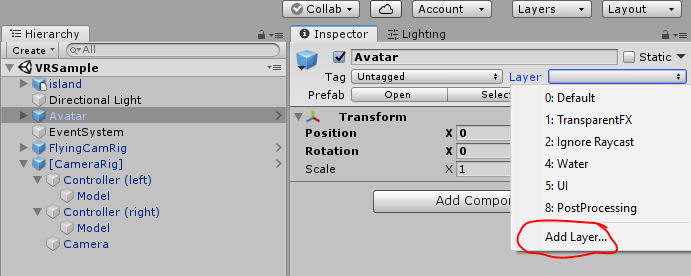 Collab
Account
Layers
Layout
Hierarchy
Create
All
VRSample
island
Directional Light
Avatar
EventSystem
FlyingCamRig
[CameraRig]
Controller (left)
Model
Controller (right)
Model
Camera
Inspector
Lighting
Avatar
Static
Tag
Untagged
Layer
Prefab
Open
Select
Transform
Position
X
0
Rotation
X
0
Scale
X
1
Add Compo
0: Default
1: TransparentFX
2: Ignore Raycast
4: Water
5: UI
8: PostProcessing
Add Layer...